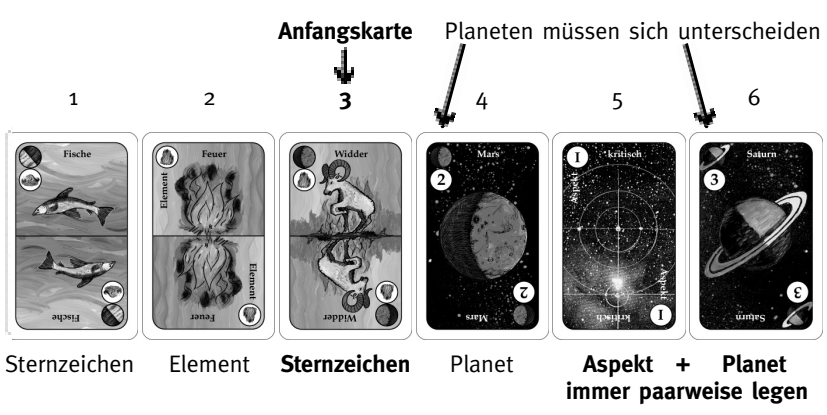 Anfangskarte Planeten müssen sich unterscheiden
1 2 3 4 5 6
Fische
Fische
Feuer
Element
Element
Feuer
Widder
Widder
Mars
2
2
Mars
1 kritisch
Aspekt
Aspekt
kritisch 1
Saturn
3
3
Saturn
Sternzeichen Element Sternzeichen Planet Aspekt + Planet
immer paarweise legen